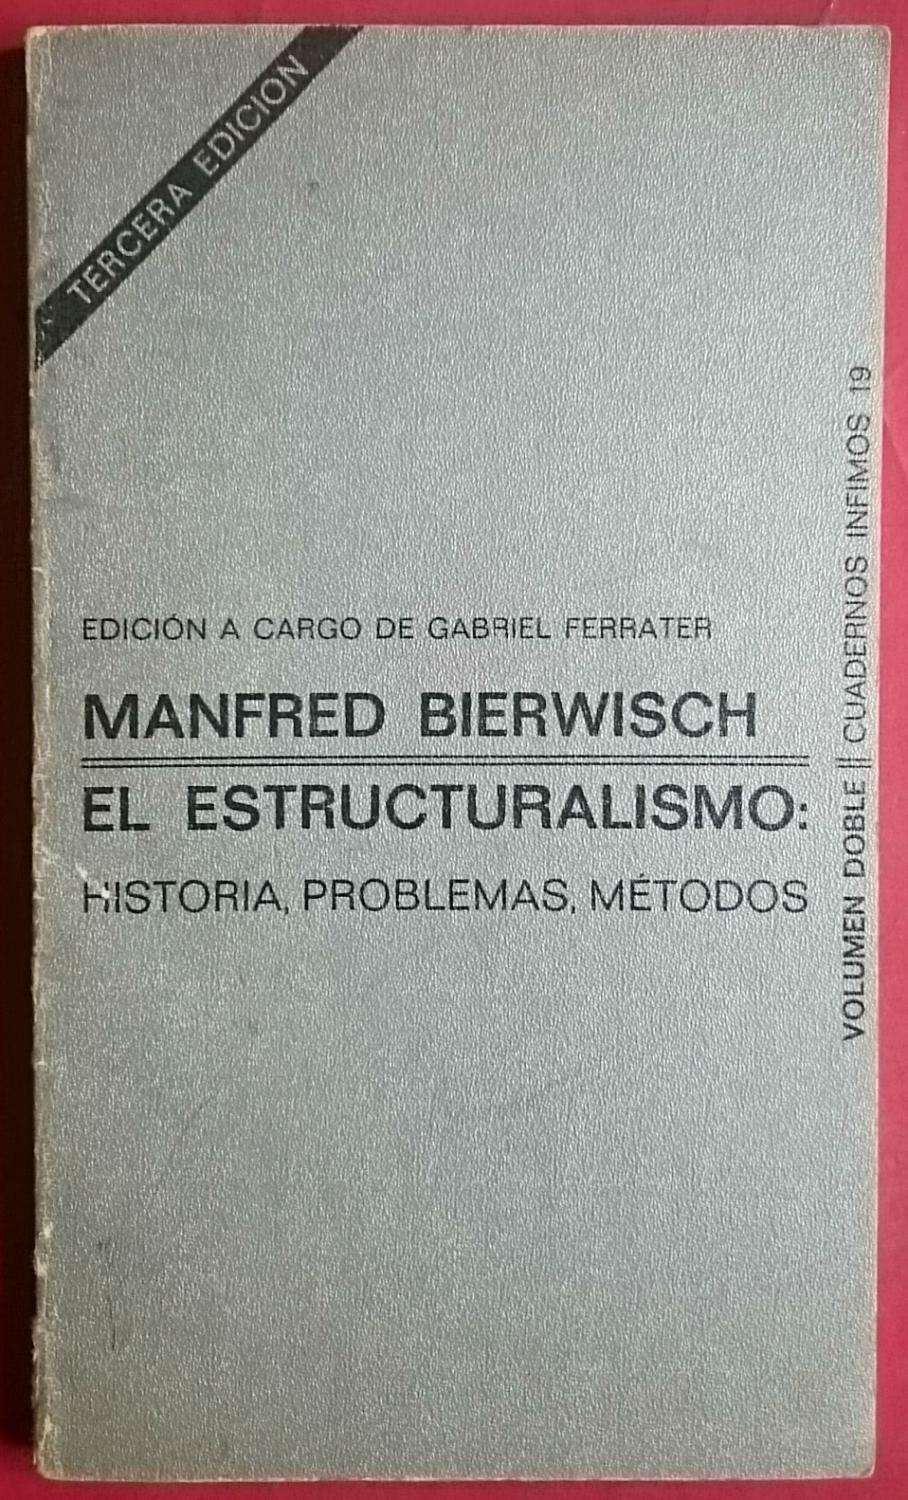 TERCERA EDICION
EDICIÓN A CARGO DE GABRIEL FERRATER
MANFRED BIERWISCH
EL ESTRUCTURALISMO:
HISTORIA, PROBLEMAS, MÉTODOS
VOLUMEN DOBLE || CUADERNOS INFIMOS 19